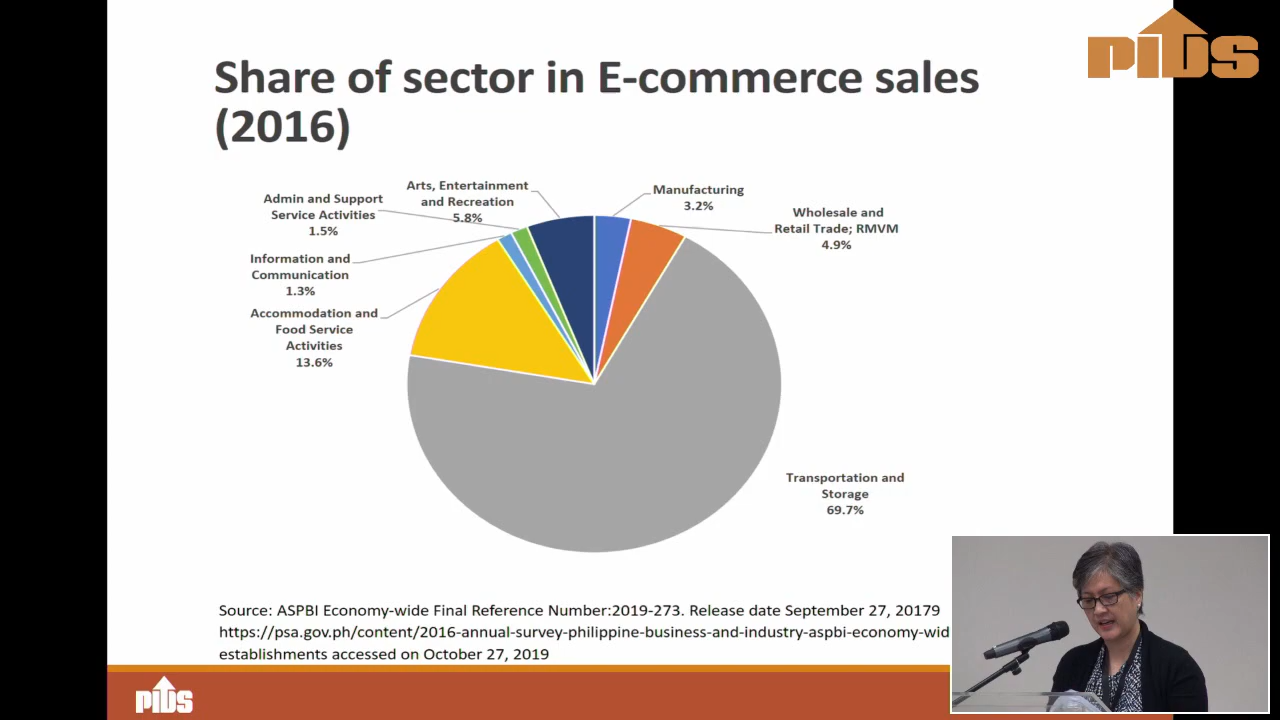 PIDS
Share of sector in E-commerce sales
(2016)
Arts, Entertainment
and Recreation
5.8%
Manufacturing
3.2%
Admin and Support
Service Activities
1.5%
Wholesale and
Retail Trade; RMVM
4.9%
Information and
Communication
1.3%
Accommodation and
Food Service
Activities
13.6%
Transportation and
Storage
69.7%
Source: ASPBI Economy-wide Final Reference Number:2019-273. Release date September 27, 20179
https://psa.gov.ph/content/2016-annual-survey-philippine-business-and-industry-aspbi-economy-wid
establishments accessed on October 27, 2019
PIDS